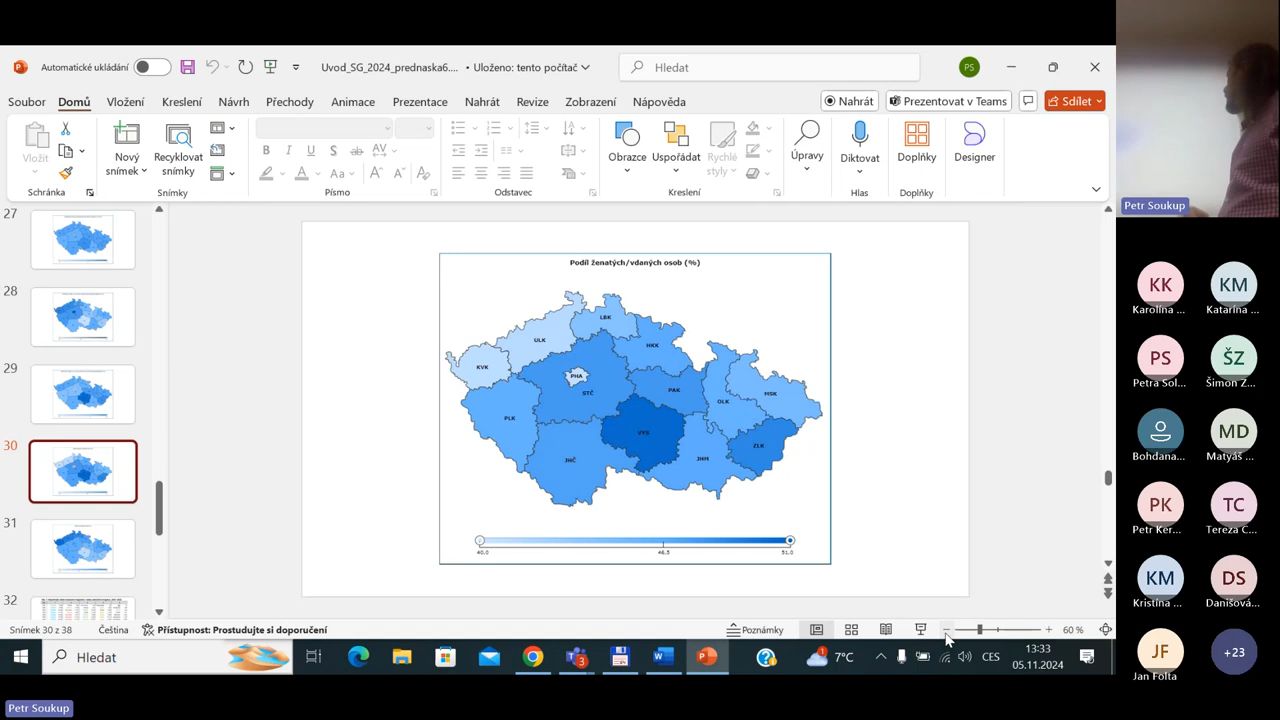 Automatické ukládání
Uvod_SG_2024_prednaska6.... • Uloženo: tento počítač
Hledat
PS
Soubor Domů Vložení Kreslení Návrh Přechody Animace Prezentace Nahrát Revize Zobrazení Nápověda
Nahrát
Prezentovat v Teams
Sdílet
Vložit
Nový snímek
Recyklovat snímky
Obrazce
Uspořádat
Rychlé styly
Úpravy
Diktovat
Doplňky
Designer
Schránka
Snímky
Písmo
Odstavec
Kreslení
Hlas
Doplňky
27
28
29
30
31
32
Podíl ženatých/vdaných osob (%)
LBK
ULK
HKK
KVK
PHA
STČ
PAK
MSK
OLK
PLK
VYS
ZLK
JHČ
JHM
40.0
46.5
51.0
Snímek 30 z 38
Čeština
Přístupnost: Prostudujte si doporučení
Poznámky
60 %
Hledat
3
7°C
CES
13:33
05.11.2024
Petr Soukup
Petr Soukup
KK
Karolína ...
KM
Katarína ...
PS
Petra Sol...
ŠZ
Šimon Z...
Bohdana...
MD
Matyáš ...
PK
Petr Ker...
TC
Tereza C...
KM
Kristína ...
DS
Danišová...
JF
Jan Folta
+23